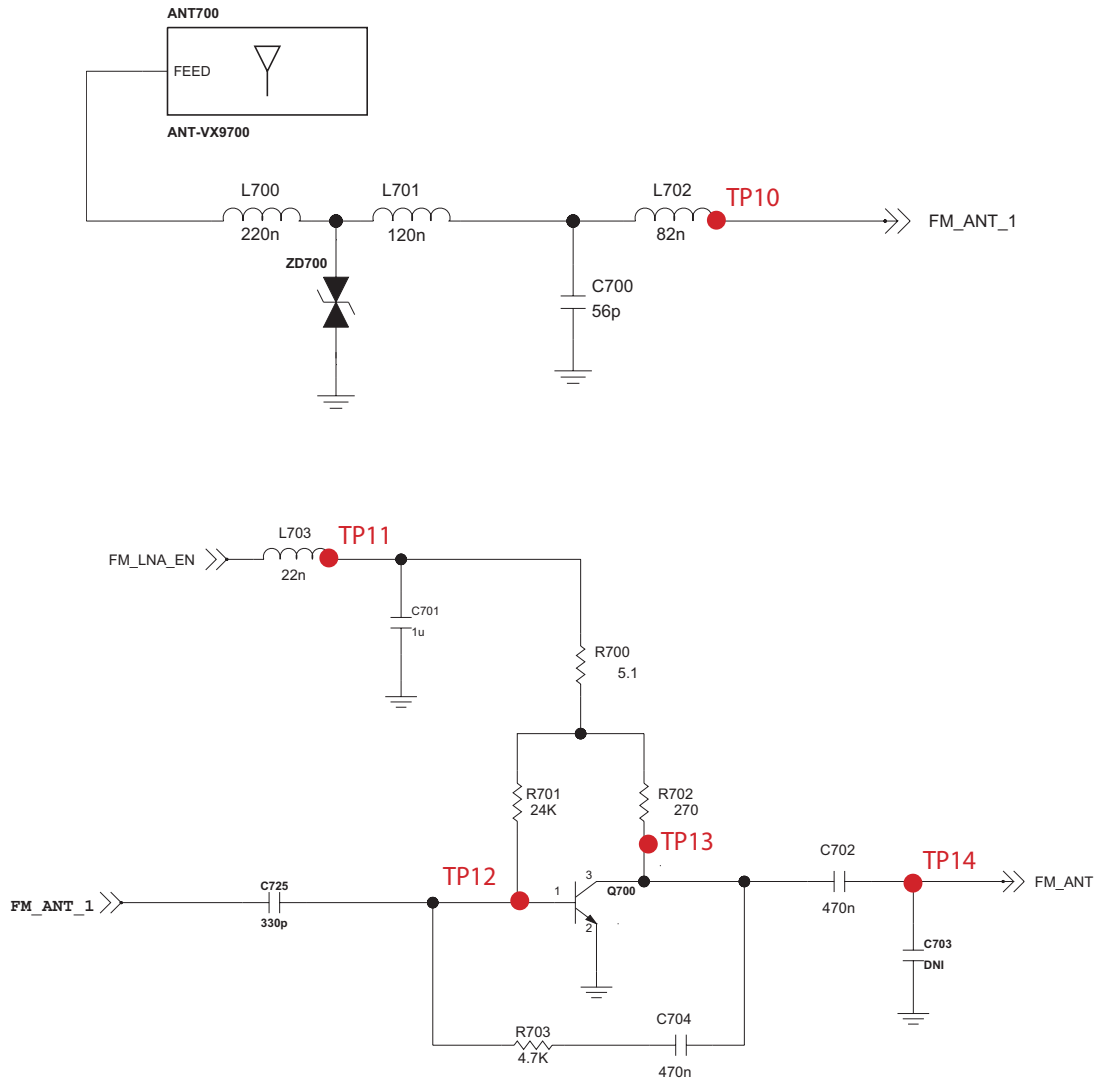 ANT700
FEED
ANT-VX9700
L700
220n
L701
120n
L702
82n
TP10
FM_ANT_1
ZD700
C700
56p
FM_LNA_EN
L703
22n
TP11
C701
1u
R700
5.1
R701
24K
R702
270
TP13
TP12
1
3
2
Q700
C702
470n
TP14
FM_ANT
FM_ANT_1
C725
330p
C703
DNI
R703
4.7K
C704
470n